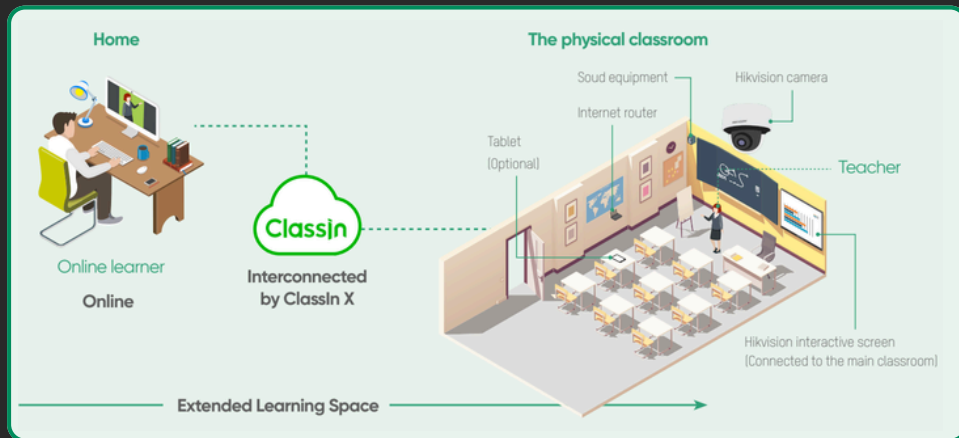 Home
The physical classroom
Soud equipment
Hikvision camera
Internet router
Tablet
(Optional)
Teacher
ClassIn
Online learner
Online
Interconnected
by ClassIn X
Hikvision interactive screen
(Connected to the main classroom)
Extended Learning Space